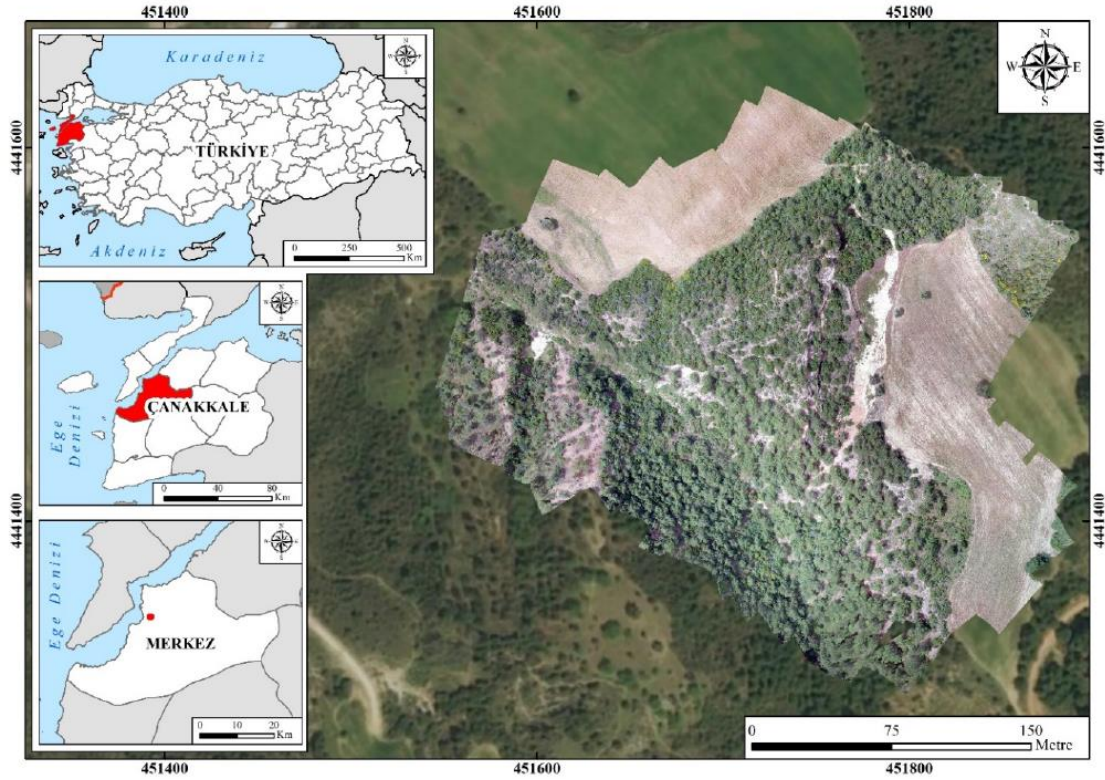 451400 451600 451800
4441600
4441400
4441600
4441400
451400 451600 451800
Karadeniz
N
TÜRKİYE
Akdeniz
0 250 500
Km
N
Ege
Denizi
ÇANAKKALE
0 40 80
Km
N
Ege Denizi
MERKEZ
0 10 20
Km
N
W E
S
0 75 150
Metre